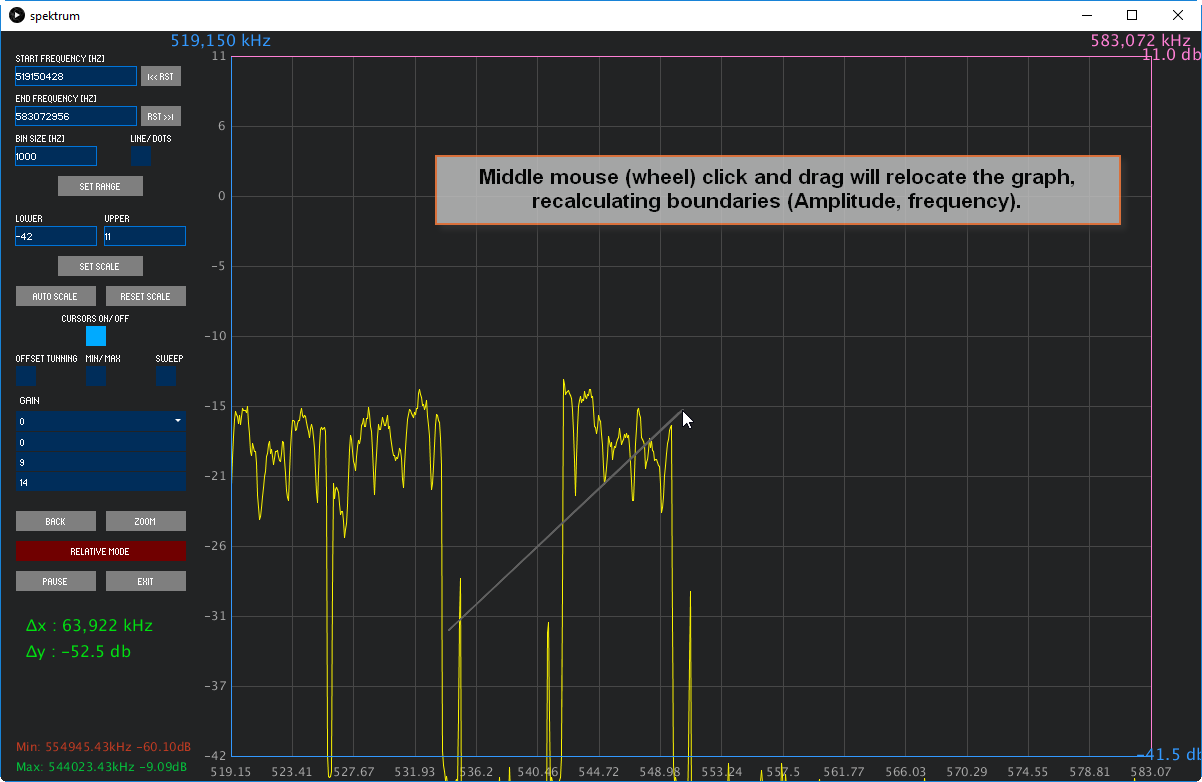 spektrum
519,150 kHz
583,072 kHz
11.0 db
START FREQUENCY [HZ]
519150428
I<< RST
END FREQUENCY [HZ]
583072956
RST >>I
BIN SIZE [HZ]
LINE/DOTS
1000
SET RANGE
LOWER
UPPER
-42
11
SET SCALE
AUTO SCALE
RESET SCALE
CURSORS ON/OFF
OFFSET TUNNING
MIN/MAX
SWEEP
GAIN
0
0
9
14
BACK
ZOOM
RELATIVE MODE
PAUSE
EXIT
Δx : 63,922 kHz
Δy : -52.5 db
Min: 554945.43kHz -60.10dB
Max: 544023.43kHz -9.09dB
Middle mouse (wheel) click and drag will relocate the graph,
recalculating boundaries (Amplitude, frequency).
11
6
0
-5
-10
-15
-21
-26
-31
-37
-42
-41.5 db
519.15 523.41 527.67 531.93 536.2 540.46 544.72 548.98 553.24 557.5 561.77 566.03 570.29 574.55 578.81 583.07